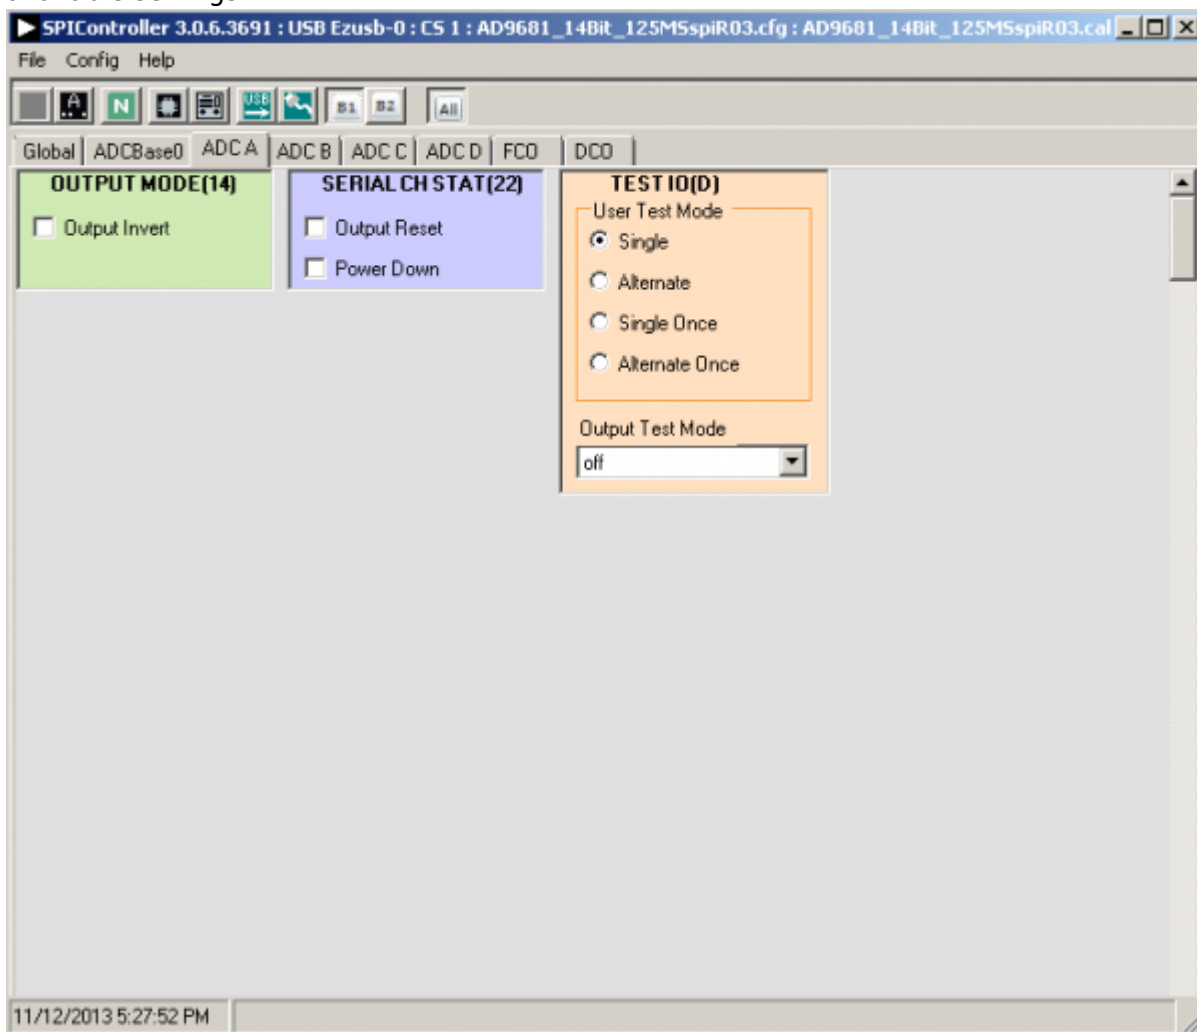 SPIController 3.0.6.3691 : USB Ezusb-0 : CS 1 : AD9681_14Bit_125MSspiR03.cfg : AD9681_14Bit_125MSspiR03.cal
File Config Help
A N USB B1 B2 All
Global ADCBase0 ADC A ADC B ADC C ADC D FCO DCO
OUTPUT MODE(14) SERIAL CH STAT(22) TEST IO(D)
User Test Mode
Output Invert Output Reset Single
Power Down Alternate
Single Once
Alternate Once
Output Test Mode
off
11/12/2013 5:27:52 PM